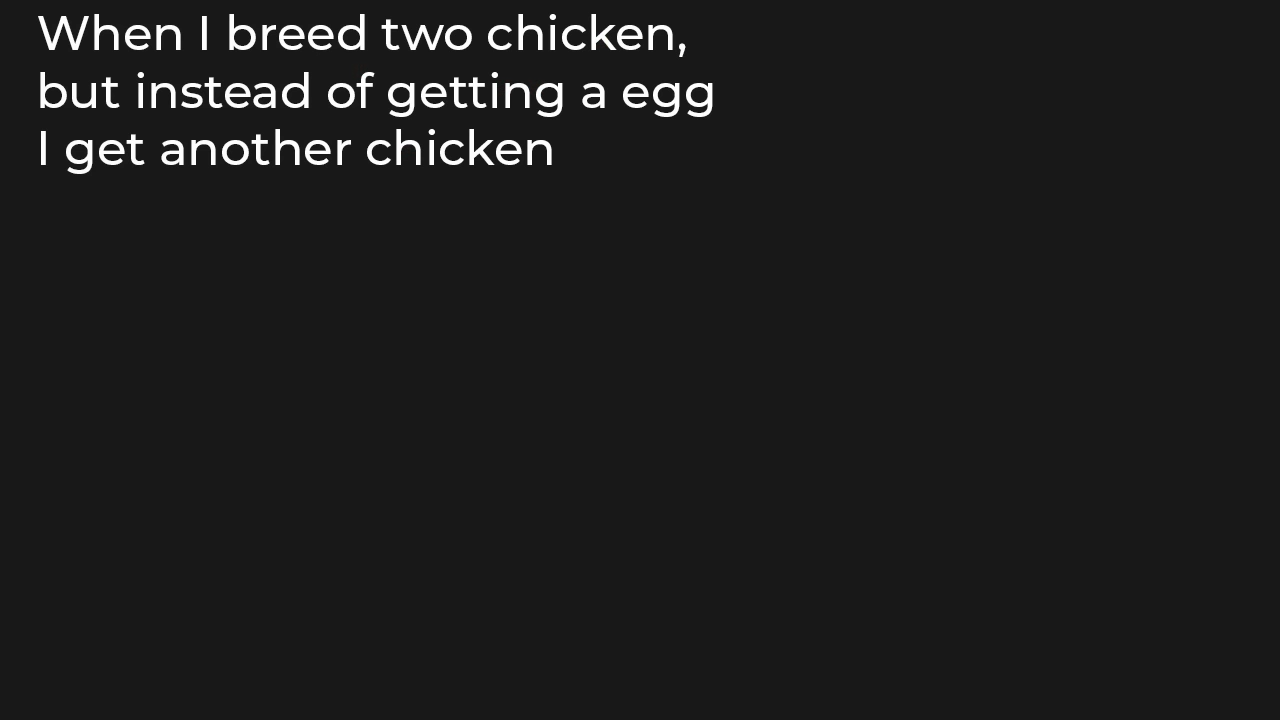 When I breed two chicken,
but instead of getting a egg
I get another chicken